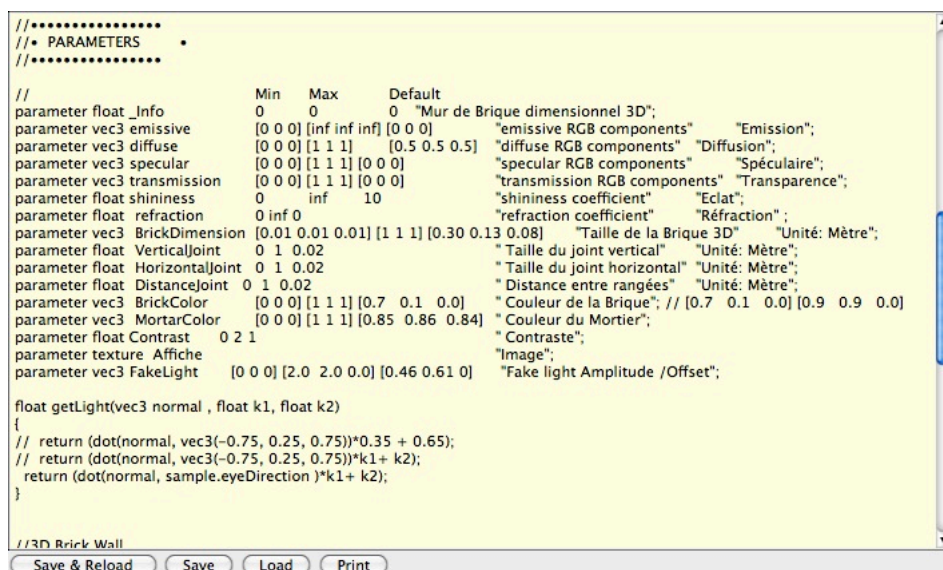 //••••••••••••••••
//• PARAMETERS •
//••••••••••••••••
// Min Max Default
parameter float _Info 0 0 0 "Mur de Brique dimensionnel 3D";
parameter vec3 emissive [0 0 0] [inf inf inf] [0 0 0] "emissive RGB components" "Emission";
parameter vec3 diffuse [0 0 0] [1 1 1] [0.5 0.5 0.5] "diffuse RGB components" "Diffusion";
parameter vec3 specular [0 0 0] [1 1 1] [0 0 0] "specular RGB components" "Spéculaire";
parameter vec3 transmission [0 0 0] [1 1 1] [0 0 0] "transmission RGB components" "Transparence";
parameter float shininess 0 inf 10 "shininess coefficient" "Eclat";
parameter float refraction 0 inf 0 "refraction coefficient" "Réfraction" ;
parameter vec3 BrickDimension [0.01 0.01 0.01] [1 1 1] [0.30 0.13 0.08] "Taille de la Brique 3D" "Unité: Mètre";
parameter float VerticalJoint 0 1 0.02 " Taille du joint vertical" "Unité: Mètre";
parameter float HorizontalJoint 0 1 0.02 " Taille du joint horizontal" "Unité: Mètre";
parameter float DistanceJoint 0 1 0.02 " Distance entre rangées" "Unité: Mètre";
parameter vec3 BrickColor [0 0 0] [1 1 1] [0.7 0.1 0.0] " Couleur de la Brique"; // [0.7 0.1 0.0] [0.9 0.9 0.0]
parameter vec3 MortarColor [0 0 0] [1 1 1] [0.85 0.86 0.84] " Couleur du Mortier";
parameter float Contrast 0 2 1 " Contraste";
parameter texture Affiche "Image";
parameter vec3 FakeLight [0 0 0] [2.0 2.0 0.0] [0.46 0.61 0] "Fake light Amplitude /Offset";
float getLight(vec3 normal , float k1, float k2)
{
// return (dot(normal, vec3(-0.75, 0.25, 0.75))*0.35 + 0.65);
// return (dot(normal, vec3(-0.75, 0.25, 0.75))*k1+ k2);
return (dot(normal, sample.eyeDirection )*k1+ k2);
}
//3D Brick Wall
Save & Reload Save Load Print